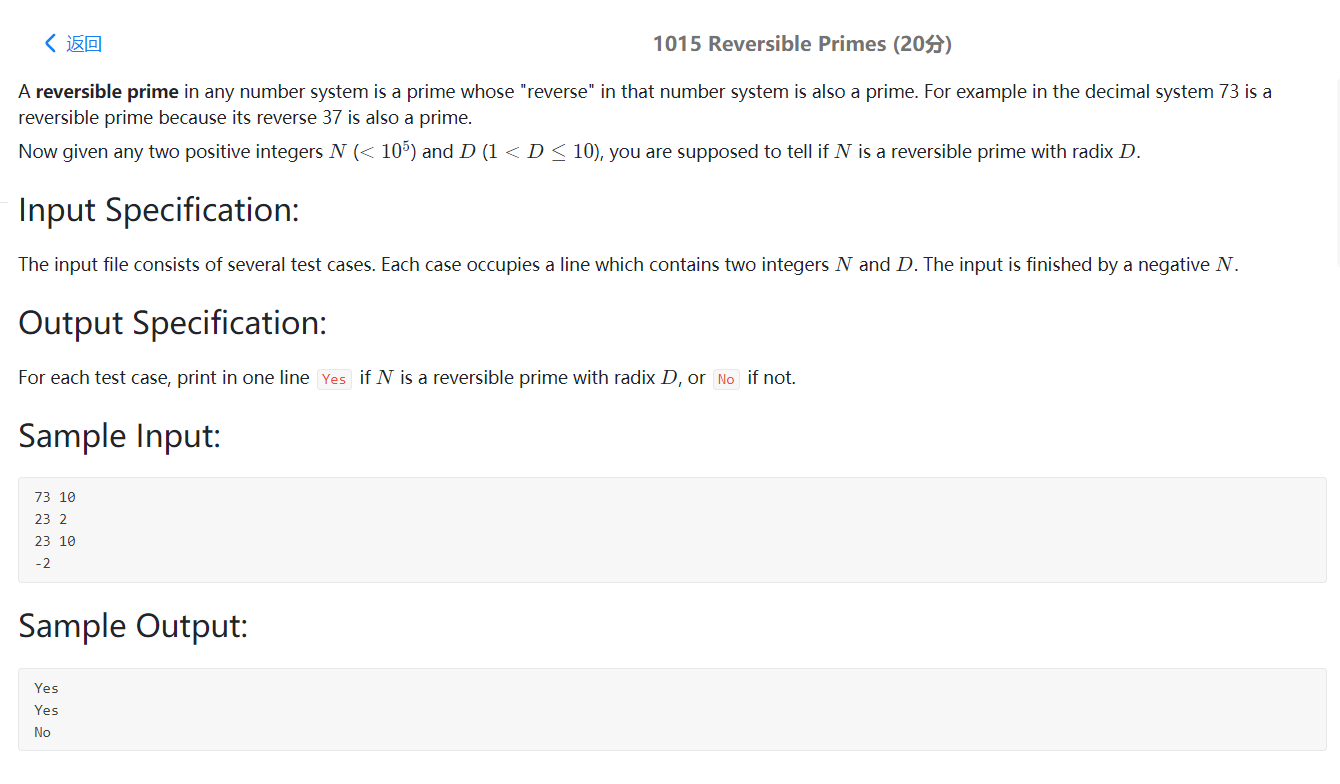 返回
1015 Reversible Primes (20分)
A reversible prime in any number system is a prime whose "reverse" in that number system is also a prime. For example in the decimal system 73 is a
reversible prime because its reverse 37 is also a prime.
Now given any two positive integers N (< 10⁵) and D (1 < D ≤ 10), you are supposed to tell if N is a reversible prime with radix D.
Input Specification:
The input file consists of several test cases. Each case occupies a line which contains two integers N and D. The input is finished by a negative N.
Output Specification:
For each test case, print in one line Yes if N is a reversible prime with radix D, or No if not.
Sample Input:
73 10
23 2
23 10
-2
Sample Output:
Yes
Yes
No